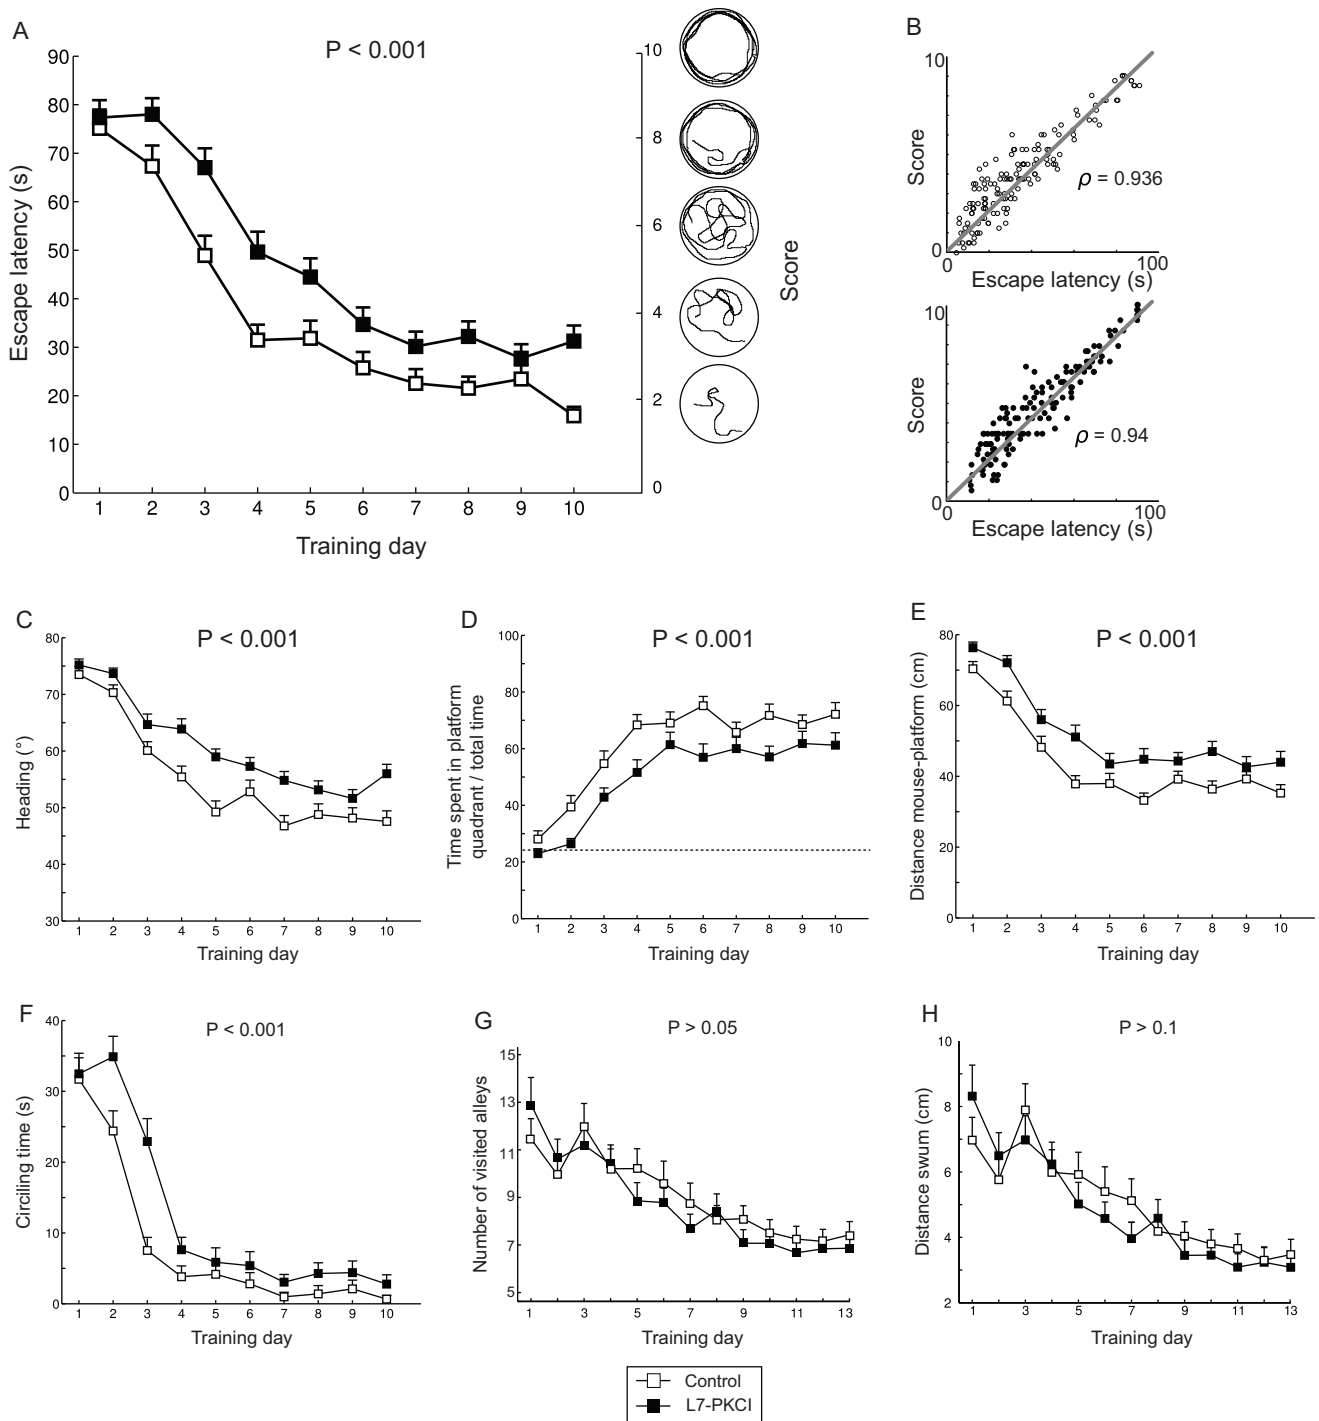 A
P < 0.001
Escape latency (s)
90
80
70
60
50
40
30
20
10
0
1 2 3 4 5 6 7 8 9 10
Training day
10
8
6
4
2
0
Score
B
10
Score
ρ = 0.936
0
0 100
Escape latency (s)
10
Score
ρ = 0.94
0
0 100
Escape latency (s)
C
P < 0.001
Heading (°)
80
70
60
50
40
30
1 2 3 4 5 6 7 8 9 10
Training day
D
P < 0.001
Time spent in platform
quadrant / total time
100
80
60
40
20
0
1 2 3 4 5 6 7 8 9 10
Training day
E
P < 0.001
Distance mouse-platform (cm)
80
60
40
20
0
1 2 3 4 5 6 7 8 9 10
Training day
F
P < 0.001
Circiling time (s)
40
30
20
10
0
1 2 3 4 5 6 7 8 9 10
Training day
G
P > 0.05
Number of visited alleys
15
13
11
9
7
5
1 3 5 7 9 11 13
Training day
H
P > 0.1
Distance swum (cm)
10
8
6
4
2
1 3 5 7 9 11 13
Training day
Control
L7-PKCI